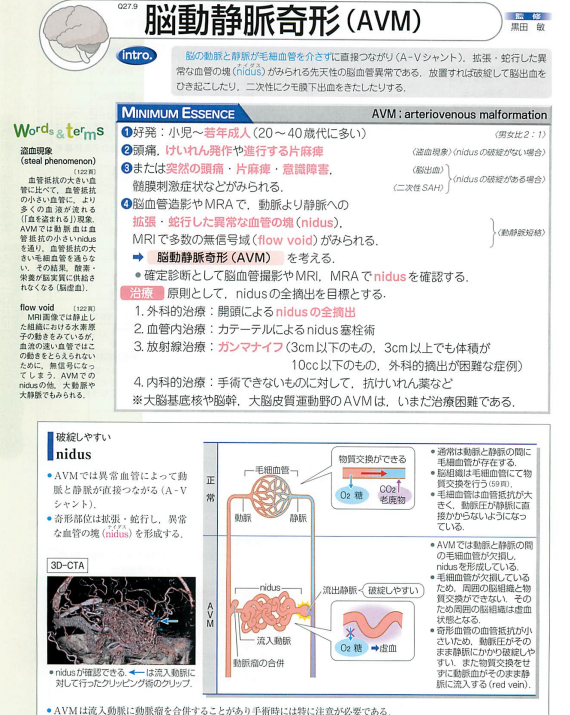 Q27.9
脳動静脈奇形(AVM)
監 修
黒田 敏
intro.
脳の動脈と静脈が毛細血管を介さずに直接つながり(A-Vシャント)，拡張・蛇行した異
常な血管の塊(nidus)がみられる先天性の脳血管異常である．放置すれば破綻して脳出血を
ナイダス
ひき起こしたり，二次性にクモ膜下出血をきたしたりする．
Words & terms
盗血現象
(steal phenomenon)
[122頁]
血管抵抗の大きい血
管に比べて，血管抵抗
の小さい血管に，より
多くの血液が流れる
(「血を盗まれる」)現象．
AVMでは動脈血は血
管抵抗の小さいnidus
を通り，血管抵抗の大
きい毛細血管を通らな
い．その結果，酸素・
栄養が脳実質に供給さ
れなくなる(脳虚血)．
flow void [122頁]
MRI画像では静止し
た組織における水素原
子の動きをみているが，
血流の速い血管ではこ
の動きをとらえられない
ために，無信号になっ
てしまう．AVMでの
nidusの他，大動脈や
大静脈でもみられる．
MINIMUM ESSENCE
AVM：arteriovenous malformation
❶好発：小児～若年成人(20～40歳代に多い)
〈男女比2：1〉
❷頭痛，けいれん発作や進行する片麻痺
〈盗血現象〉〈nidusの破綻がない場合〉
❸または突然の頭痛・片麻痺・意識障害，
〈脳出血〉
髄膜刺激症状などがみられる．
〈二次性SAH〉
〈nidusの破綻がある場合〉
❹脳血管造影やMRAで，動脈より静脈への
拡張・蛇行した異常な血管の塊(nidus)，
MRIで多数の無信号域(flow void)がみられる．
〈動静脈短絡〉
➡ 脳動静脈奇形(AVM) を考える．
●確定診断として脳血管撮影やMRI，MRAでnidusを確認する．
治療 原則として，nidusの全摘出を目標とする．
1. 外科的治療：開頭によるnidusの全摘出
2. 血管内治療：カテーテルによるnidus塞栓術
3. 放射線治療：ガンマナイフ(3cm以下のもの，3cm以上でも体積が
10cc以下のもの，外科的摘出が困難な症例)
4. 内科的治療：手術できないものに対して，抗けいれん薬など
※大脳基底核や脳幹，大脳皮質運動野のAVMは，いまだ治療困難である．
破綻しやすい
nidus
●AVMでは異常血管によって動
脈と静脈が直接つながる(A-V
シャント)．
●奇形部位は拡張・蛇行し，異常
な血管の塊(nidus)を形成する．
ナイダス
3D-CTA
●nidusが確認できる．←は流入動脈に
対して行ったクリッピング術のクリップ．
正
常
毛細血管
動脈
静脈
物質交換ができる
O2 糖
CO2
老廃物
●通常は動脈と静脈の間に
毛細血管が存在する．
●脳組織は毛細血管にて物
質交換を行う(59頁)．
●毛細血管は血管抵抗が大
きく，動脈圧が静脈に直
接かからないようになっ
ている．
A
V
M
nidus
流出静脈
破綻しやすい
流入動脈
動脈瘤の合併
O2 糖 ➡虚血
●AVMでは動脈と静脈の間
の毛細血管が欠損し，
nidusを形成している．
●毛細血管が欠損している
ため，周囲の脳組織と物
質交換ができない．その
ため周囲の脳組織は虚血
状態となる．
●奇形血管の血管抵抗が小
さいため，動脈圧がその
まま静脈にかかり破綻しや
すい．また物質交換をせ
ずに動脈血がそのまま静
脈に流入する(red vein)．
●AVMは流入動脈に動脈瘤を合併することがあり手術時には特に注意が必要である．